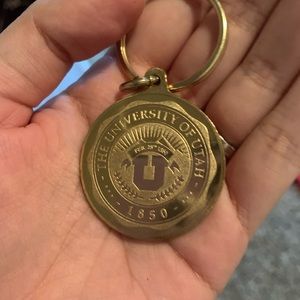 THE UNIVERSITY OF UTAH
U
1850